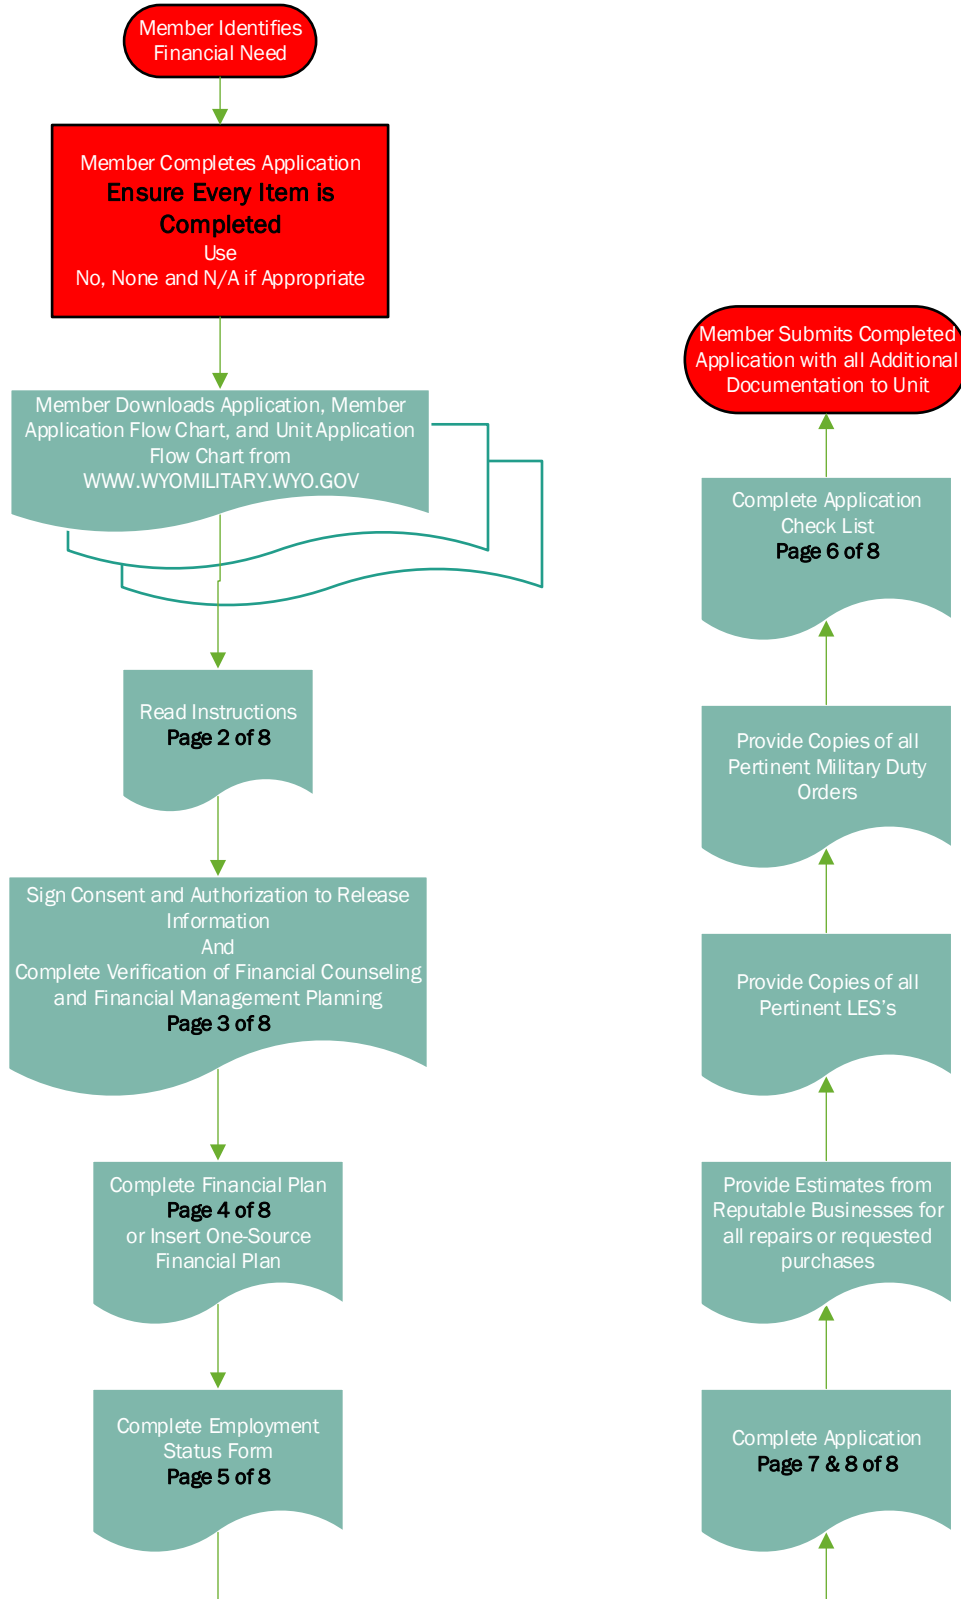 Member Identifies
Financial Need
Member Completes Application
Ensure Every Item is
Completed
Use
No, None and N/A if Appropriate
Member Downloads Application, Member
Application Flow Chart, and Unit Application
Flow Chart from
WWW.WYOMILITARY.WYO.GOV
Read Instructions
Page 2 of 8
Sign Consent and Authorization to Release
Information
And
Complete Verification of Financial Counseling
and Financial Management Planning
Page 3 of 8
Complete Financial Plan
Page 4 of 8
or Insert One-Source
Financial Plan
Complete Employment
Status Form
Page 5 of 8
Member Submits Completed
Application with all Additional
Documentation to Unit
Complete Application
Check List
Page 6 of 8
Provide Copies of all
Pertinent Military Duty
Orders
Provide Copies of all
Pertinent LES’s
Provide Estimates from
Reputable Businesses for
all repairs or requested
purchases
Complete Application
Page 7 & 8 of 8